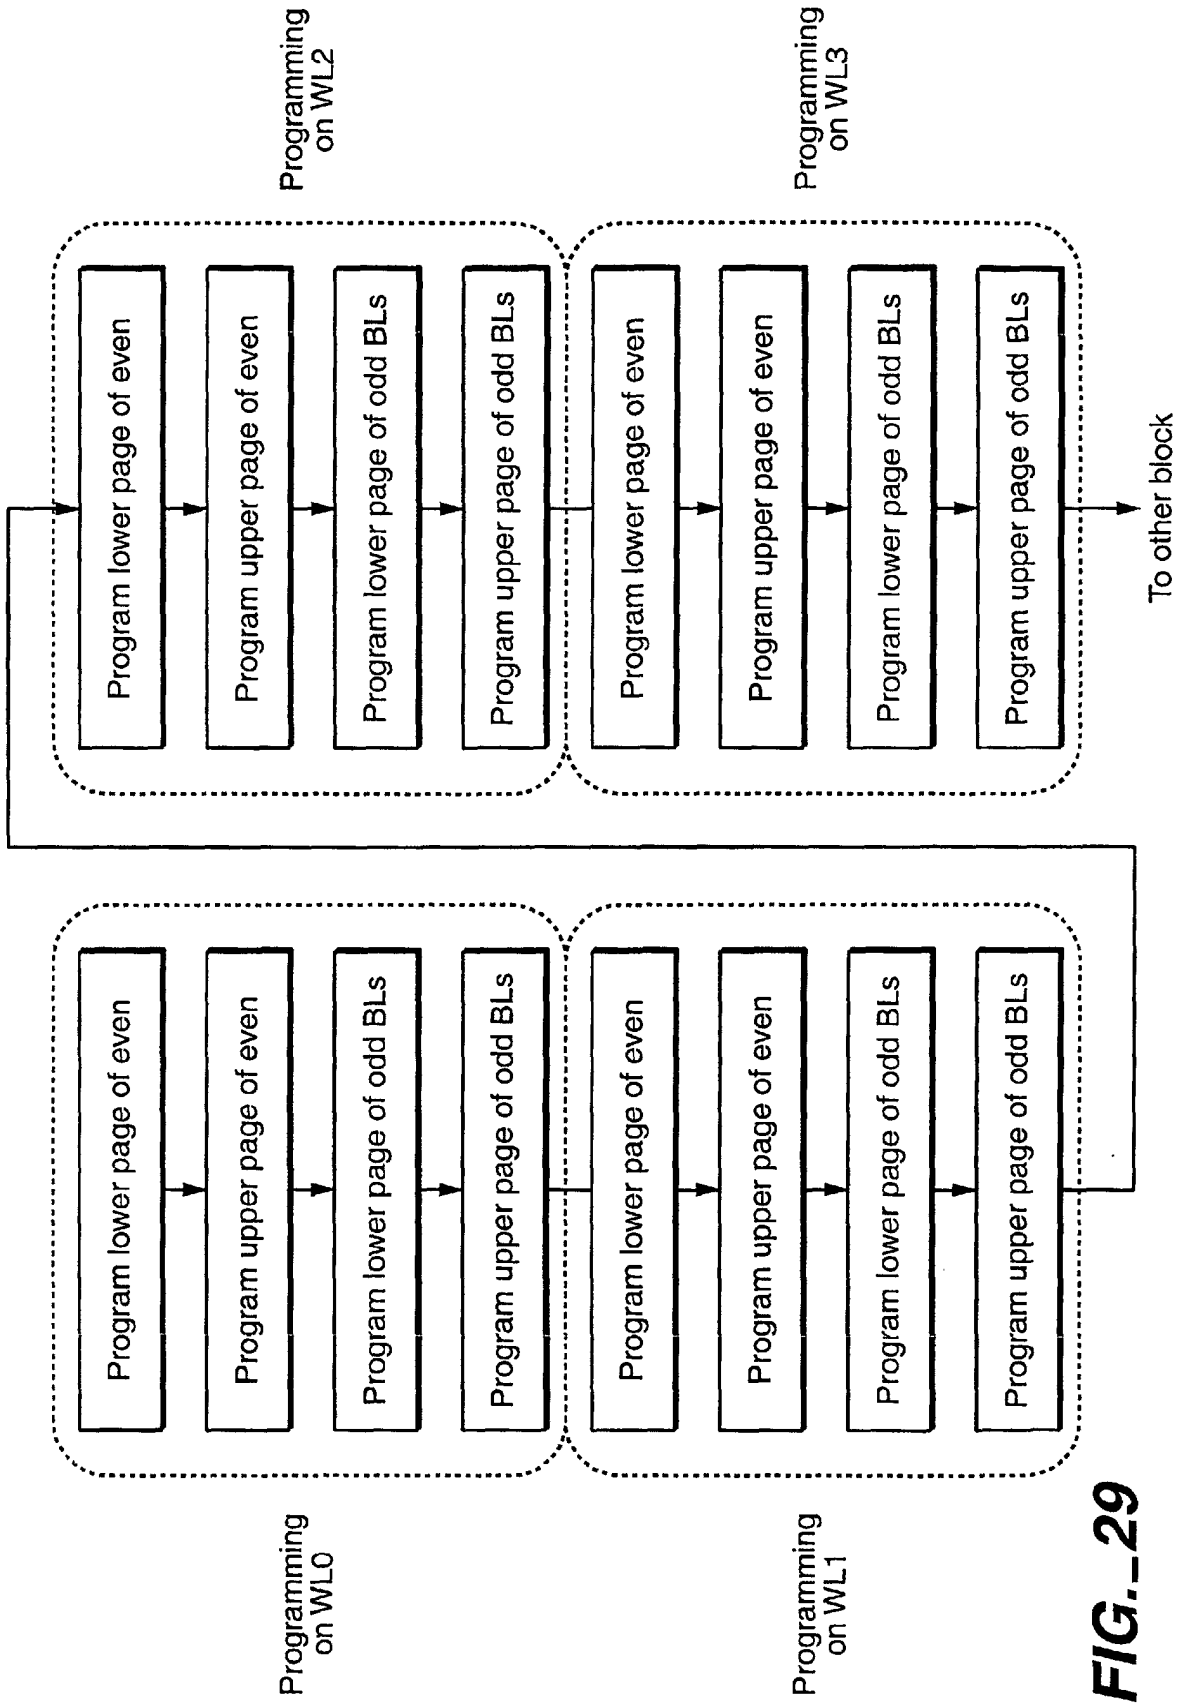 Programming
on WL0
Program lower page of even
Program upper page of even
Program lower page of odd BLs
Program upper page of odd BLs
Programming
on WL1
Program lower page of even
Program upper page of even
Program lower page of odd BLs
Program upper page of odd BLs
Programming
on WL2
Program lower page of even
Program upper page of even
Program lower page of odd BLs
Program upper page of odd BLs
Programming
on WL3
Program lower page of even
Program upper page of even
Program lower page of odd BLs
Program upper page of odd BLs
To other block
FIG._29